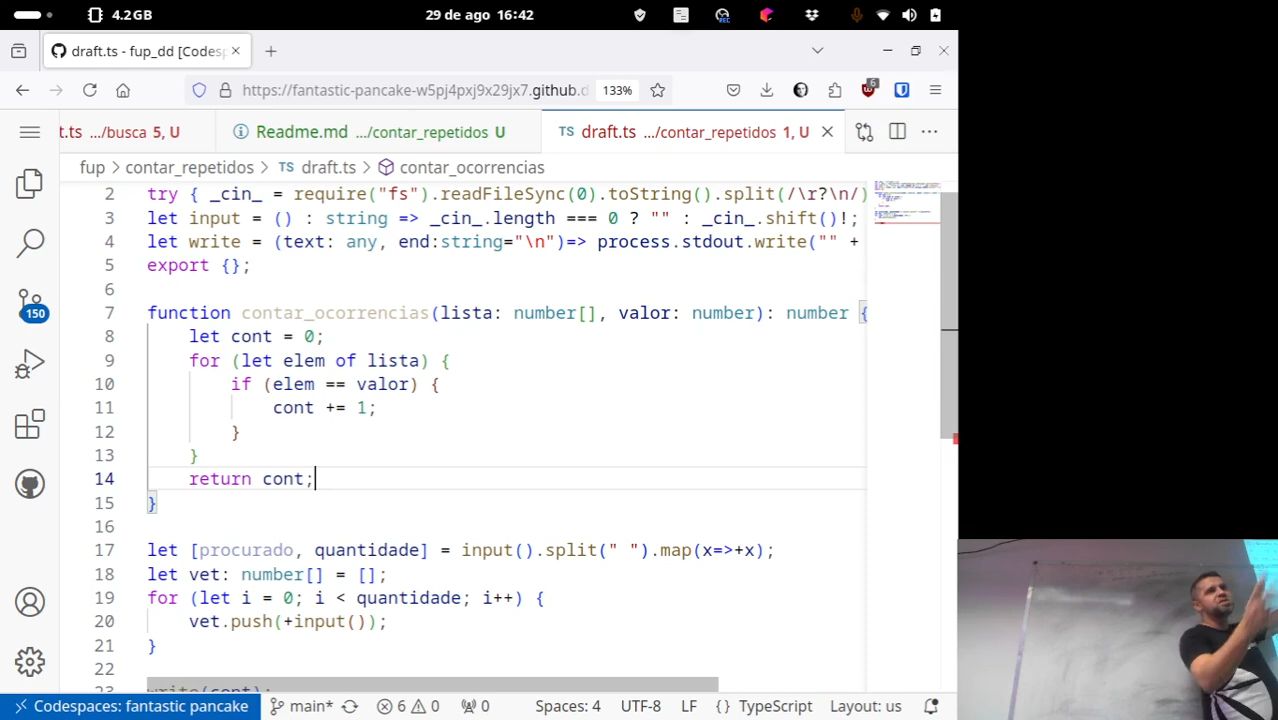 4.2GB 29 de ago 16:42 REC
draft.ts - fup_dd [Codesp
https://fantastic-pancake-w5pj4pxj9x29jx7.github.d 133% 6
t.ts .../busca 5, U Readme.md .../contar_repetidos U TS draft.ts .../contar_repetidos 1, U
fup > contar_repetidos > TS draft.ts > contar_ocorrencias
2 try { _cin_ = require("fs").readFileSync(0).toString().split(/\r?\n/)
3 let input = () : string => _cin_.length === 0 ? "" : _cin_.shift()!;
4 let write = (text: any, end:string="\n")=> process.stdout.write("" +
5 export {};
6
7 function contar_ocorrencias(lista: number[], valor: number): number {
8 let cont = 0;
9 for (let elem of lista) {
10 if (elem == valor) {
11 cont += 1;
12 }
13 }
14 return cont;
15 }
16
17 let [procurado, quantidade] = input().split(" ").map(x=>+x);
18 let vet: number[] = [];
19 for (let i = 0; i < quantidade; i++) {
20 vet.push(+input());
21 }
22
23 write(cont);
150
Codespaces: fantastic pancake main* 6 0 0 Spaces: 4 UTF-8 LF {} TypeScript Layout: us